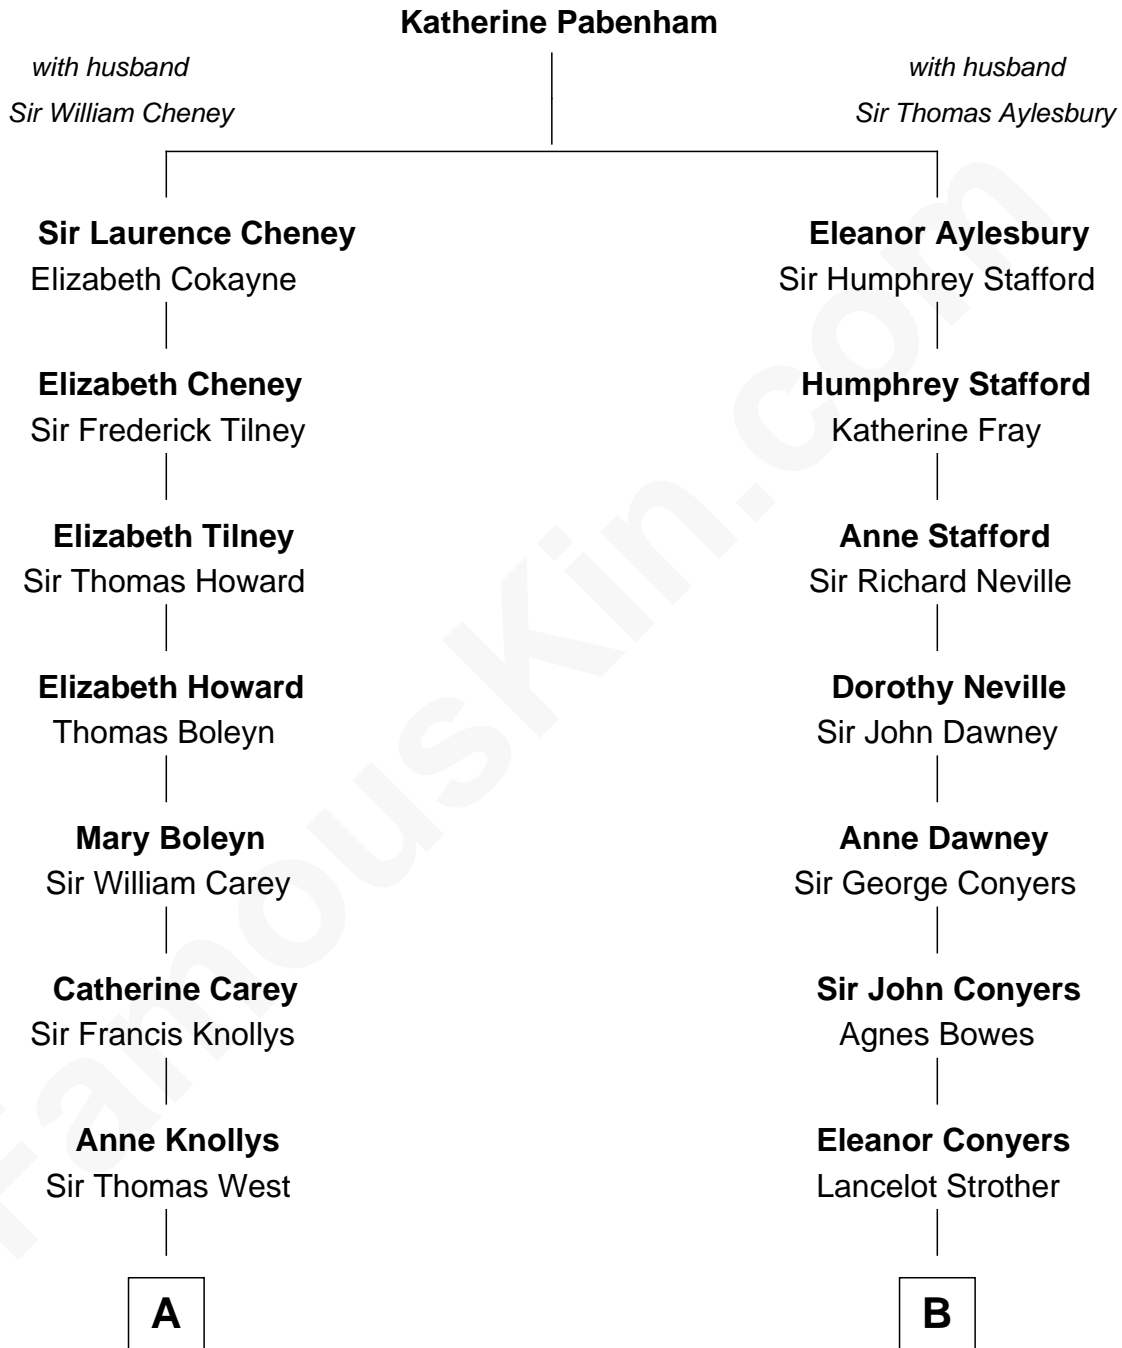 Katherine Pabenham
with husband
Sir William Cheney
with husband
Sir Thomas Aylesbury
Sir Laurence Cheney
Elizabeth Cokayne
Eleanor Aylesbury
Sir Humphrey Stafford
Elizabeth Cheney
Sir Frederick Tilney
Humphrey Stafford
Katherine Fray
Elizabeth Tilney
Sir Thomas Howard
Anne Stafford
Sir Richard Neville
Elizabeth Howard
Thomas Boleyn
Dorothy Neville
Sir John Dawney
Mary Boleyn
Sir William Carey
Anne Dawney
Sir George Conyers
Catherine Carey
Sir Francis Knollys
Sir John Conyers
Agnes Bowes
Anne Knollys
Sir Thomas West
Eleanor Conyers
Lancelot Strother
A
B
FamousKin.com